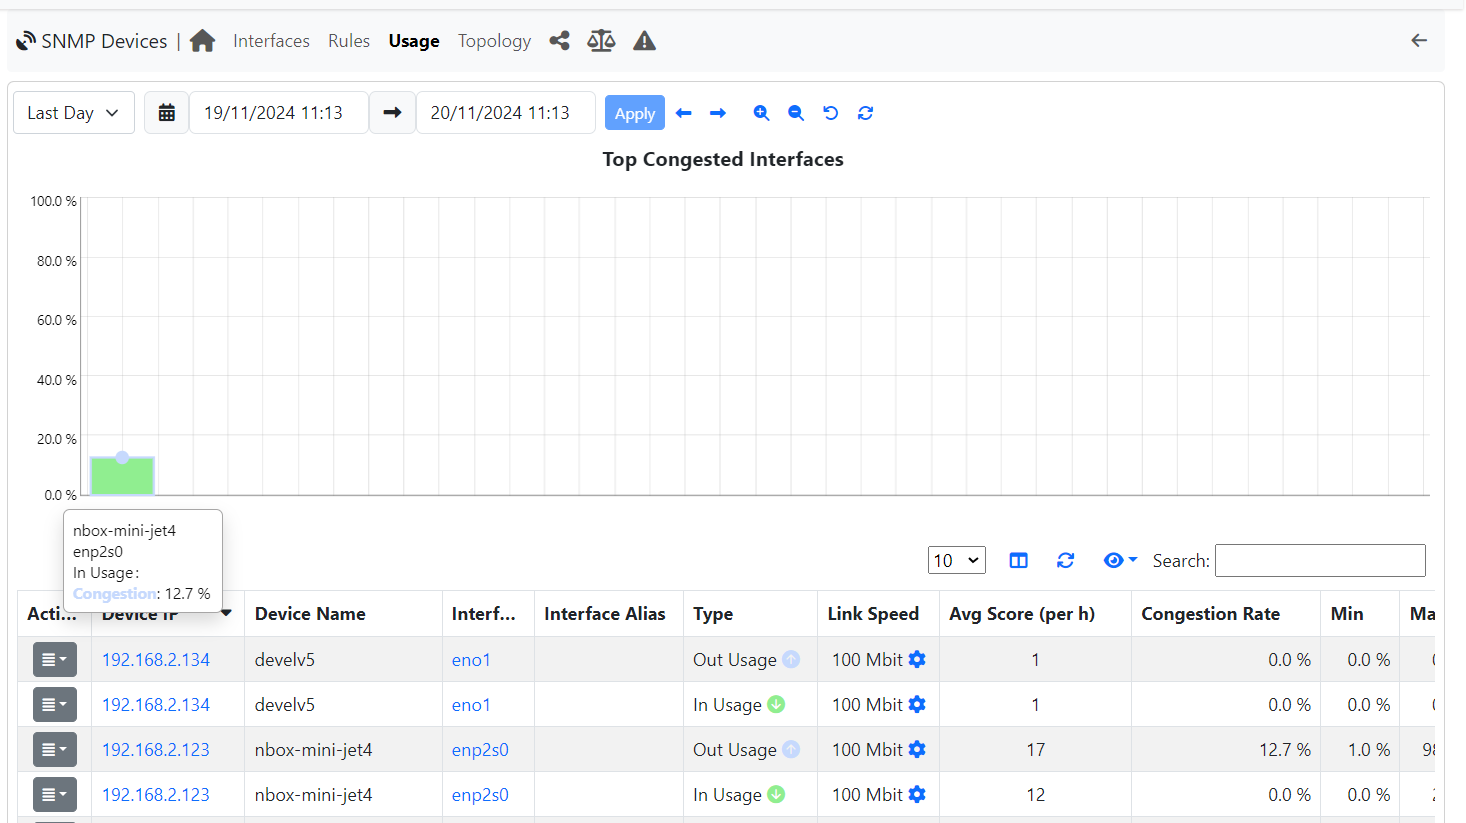 SNMP Devices | Interfaces Rules Usage Topology
Last Day 19/11/2024 11:13 20/11/2024 11:13 Apply
Top Congested Interfaces
100.0 %
80.0 %
60.0 %
40.0 %
20.0 %
0.0 %
nbox-mini-jet4
enp2s0
In Usage:
Congestion: 12.7 %
10 Search:
Acti... Device IP Device Name Interf... Interface Alias Type Link Speed Avg Score (per h) Congestion Rate Min
192.168.2.134 develv5 eno1 Out Usage 100 Mbit 1 0.0 % 0.0 %
192.168.2.134 develv5 eno1 In Usage 100 Mbit 1 0.0 % 0.0 %
192.168.2.123 nbox-mini-jet4 enp2s0 Out Usage 100 Mbit 17 12.7 % 1.0 %
192.168.2.123 nbox-mini-jet4 enp2s0 In Usage 100 Mbit 12 0.0 % 0.0 %